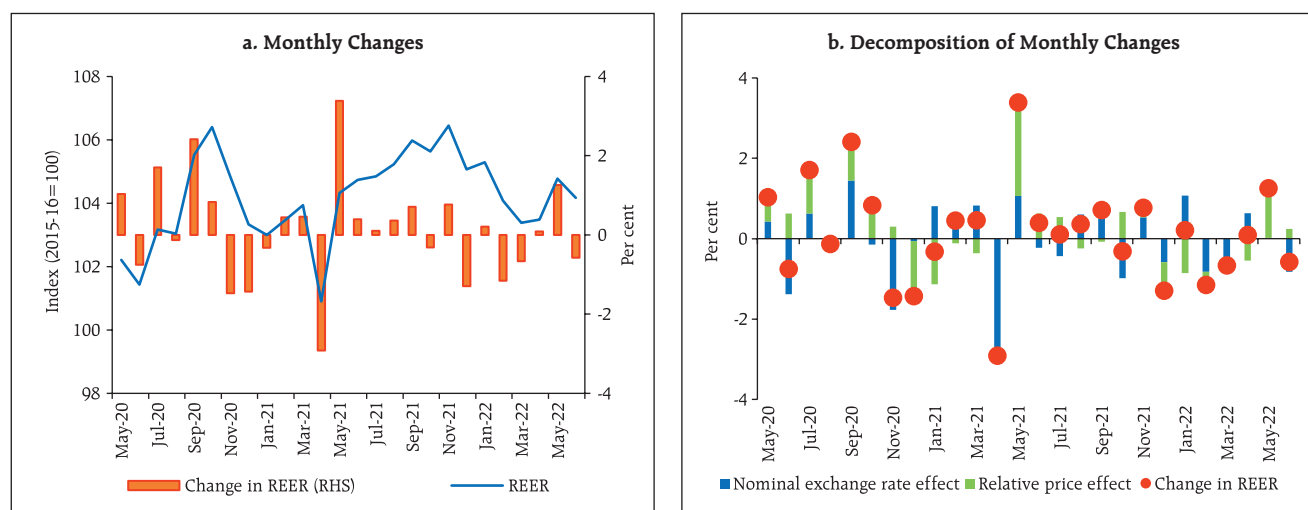 a. Monthly Changes
108
106
104
102
100
98
Index (2015-16=100)
4
2
0
-2
-4
Per cent
May-20
Jul-20
Sep-20
Nov-20
Jan-21
Mar-21
May-21
Jul-21
Sep-21
Nov-21
Jan-22
Mar-22
May-22
Change in REER (RHS) REER
b. Decomposition of Monthly Changes
4
2
0
-2
-4
Per cent
May-20
Jul-20
Sep-20
Nov-20
Jan-21
Mar-21
May-21
Jul-21
Sep-21
Nov-21
Jan-22
Mar-22
May-22
Nominal exchange rate effect Relative price effect Change in REER